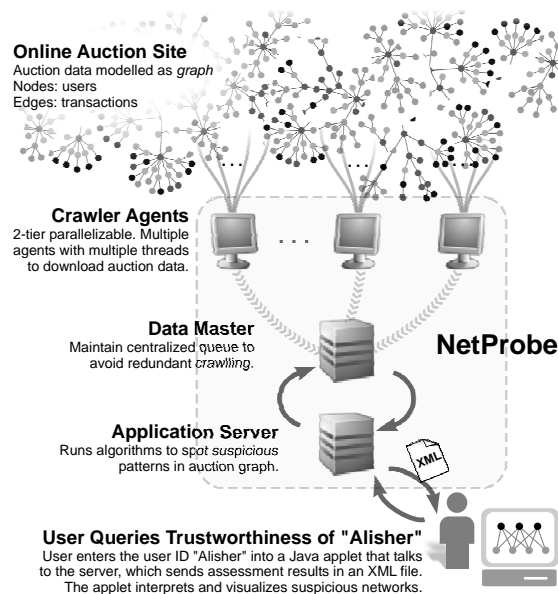 Online Auction Site
Auction data modelled as graph
Nodes: users
Edges: transactions
...
...
Crawler Agents
2-tier parallelizable. Multiple
agents with multiple threads
to download auction data.
...
Data Master
Maintain centralized queue to
avoid redundant crawlling.
NetProbe
Application Server
Runs algorithms to spot suspicious
patterns in auction graph.
XML
User Queries Trustworthiness of "Alisher"
User enters the user ID "Alisher" into a Java applet that talks
to the server, which sends assessment results in an XML file.
The applet interprets and visualizes suspicious networks.